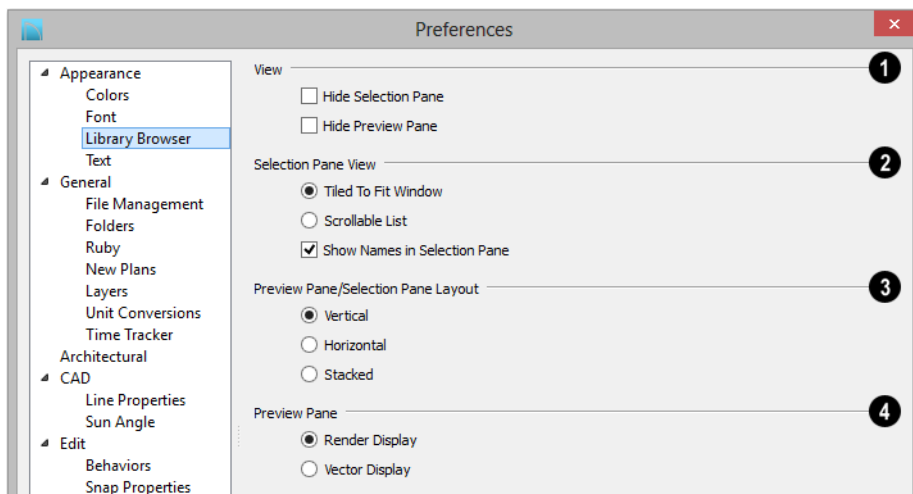 Preferences
Appearance
Colors
Font
Library Browser
Text
General
File Management
Folders
Ruby
New Plans
Layers
Unit Conversions
Time Tracker
Architectural
CAD
Line Properties
Sun Angle
Edit
Behaviors
Snap Properties
View 1
Hide Selection Pane
Hide Preview Pane
Selection Pane View 2
Tiled To Fit Window
Scrollable List
Show Names in Selection Pane
Preview Pane/Selection Pane Layout 3
Vertical
Horizontal
Stacked
Preview Pane 4
Render Display
Vector Display